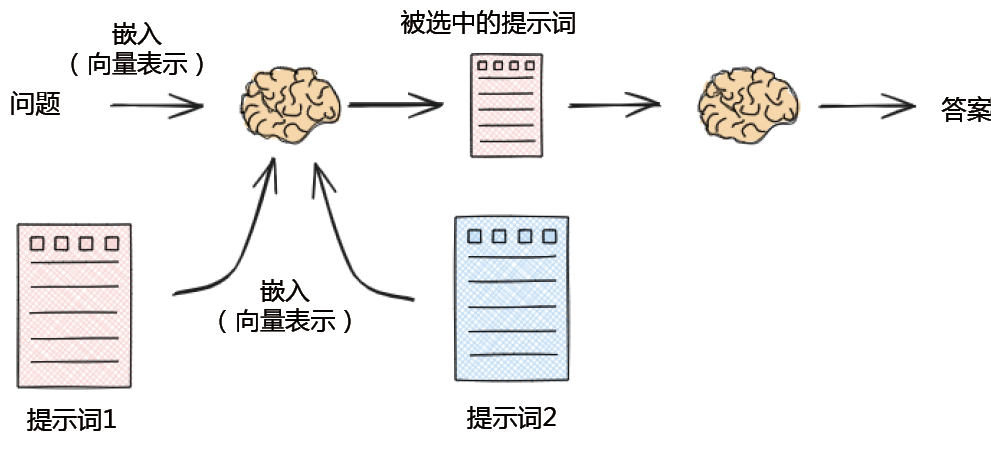 嵌入
（向量表示）
问题
被选中的提示词
答案
嵌入
（向量表示）
提示词1
提示词2